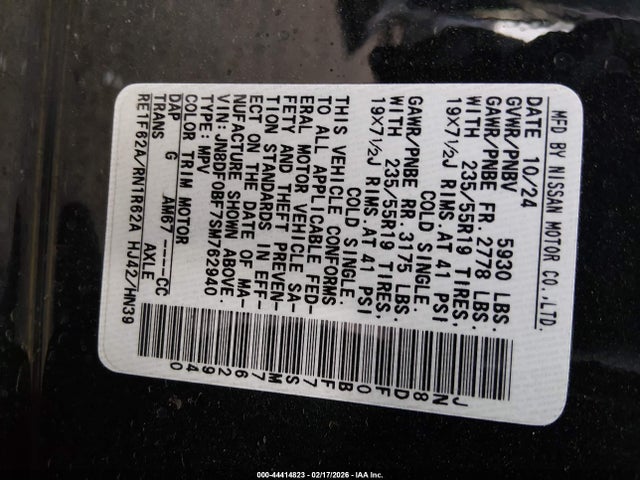 MFD BY NISSAN MOTOR CO.,LTD.
DATE 10/24
GVWR/PNBV 5930 LBS.
GAWR/PNBE FR. 2778 LBS.
WITH 235/55R19 TIRES,
19X7½J RIMS.AT 41 PSI
COLD SINGLE.
GAWR/PNBE RR. 3175 LBS.
WITH 235/55R19 TIRES,
19X7½J RIMS.AT 41 PSI
COLD SINGLE.
THIS VEHICLE CONFORMS
TO ALL APPLICABLE FED-
ERAL MOTOR VEHICLE SA-
FETY AND THEFT PREVEN-
TION STANDARDS IN EFF-
ECT ON THE DATE OF MA-
NUFACTURE SHOWN ABOVE.
VIN: JN8DF0BF7SM762940
TYPE: MPV
COLOR TRIM MOTOR
DAP G AM67 ----CC
TRANS AXLE
RE1F62A/RN1R62A HJ42/HN39
JN8DF0BF7SM762940
000-44414823 - 02/17/2026 - IAA Inc.